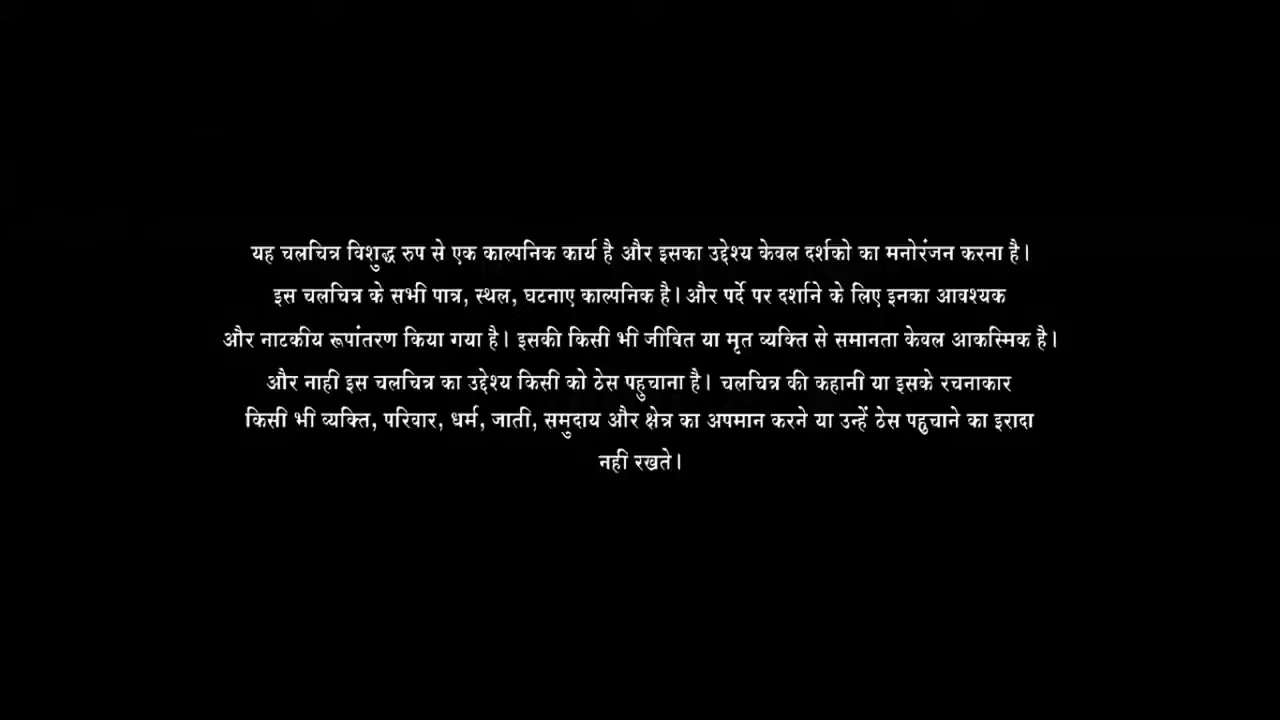 यह चलचित्र विशुद्ध रुप से एक काल्पनिक कार्य है और इसका उद्देश्य केवल दर्शको का मनोरंजन करना है।
इस चलचित्र के सभी पात्र, स्थल, घटनाए काल्पनिक है। और पर्दे पर दर्शाने के लिए इनका आवश्यक
और नाटकीय रूपांतरण किया गया है। इसकी किसी भी जीवित या मृत व्यक्ति से समानता केवल आकस्मिक है।
और नाही इस चलचित्र का उद्देश्य किसी को ठेस पहुचाना है। चलचित्र की कहानी या इसके रचनाकार
किसी भी व्यक्ति, परिवार, धर्म, जाती, समुदाय और क्षेत्र का अपमान करने या उन्हें ठेस पहुचाने का इरादा
नही रखते।